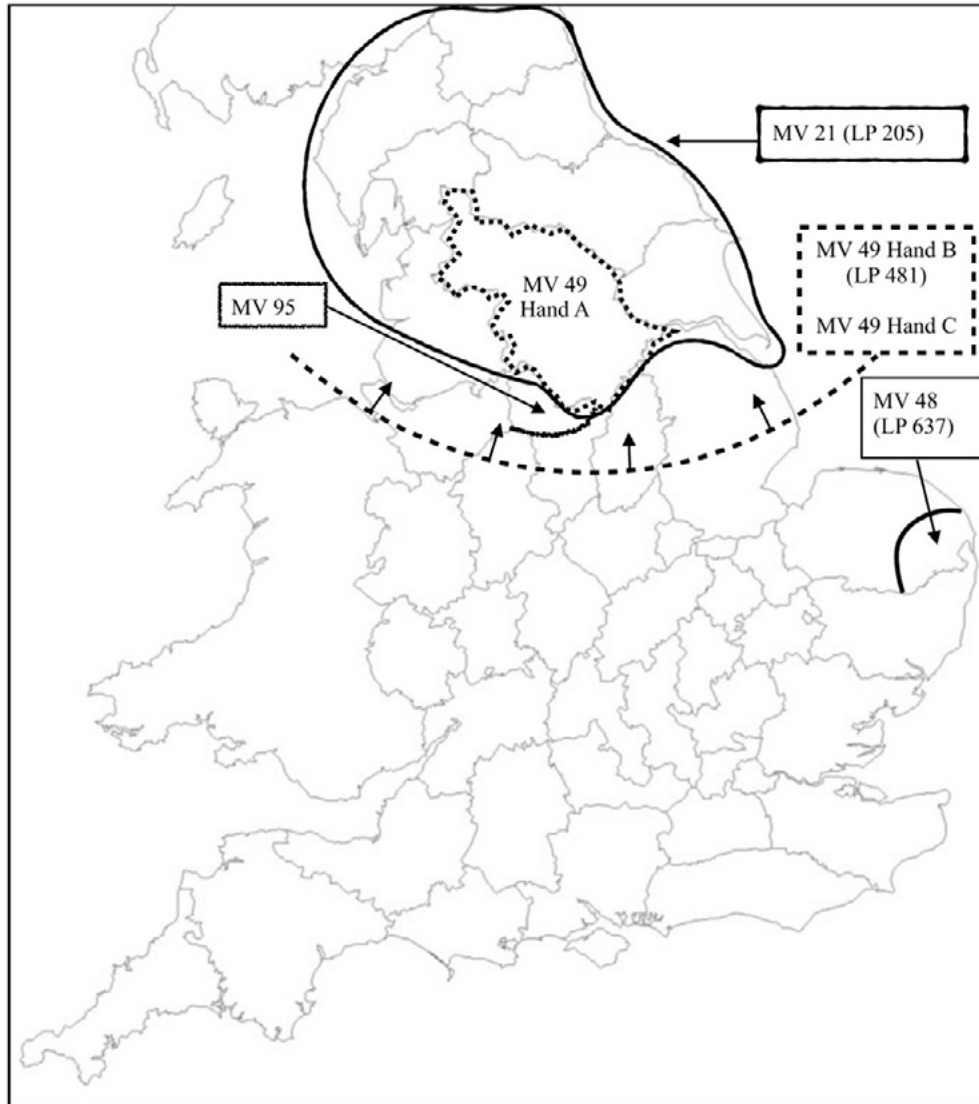 MV 21 (LP 205)
MV 49 Hand B
(LP 481)
MV 49 Hand C
MV 49
Hand A
MV 95
MV 48
(LP 637)